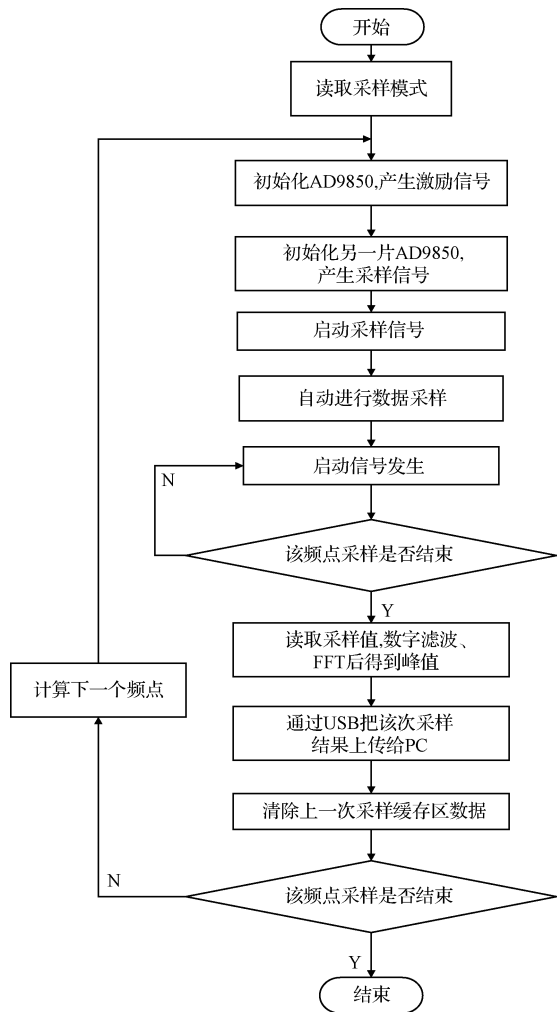 开始
读取采样模式
初始化AD9850,产生激励信号
初始化另一片AD9850,
产生采样信号
启动采样信号
自动进行数据采样
启动信号发生
N
该频点采样是否结束
Y
读取采样值,数字滤波、
FFT后得到峰值
计算下一个频点
通过USB把该次采样
结果上传给PC
清除上一次采样缓存区数据
N
该频点采样是否结束
Y
结束